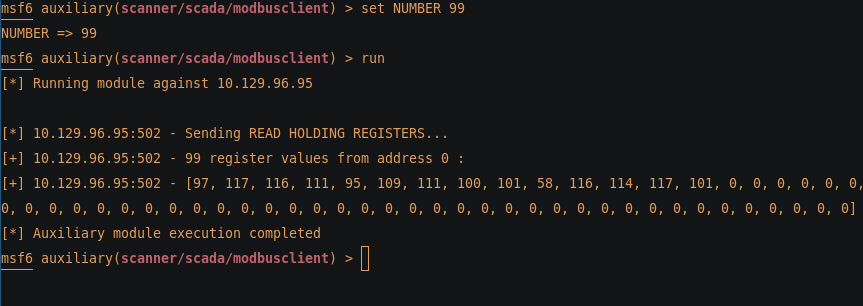 msf6 auxiliary(scanner/scada/modbusclient) > set NUMBER 99
NUMBER => 99
msf6 auxiliary(scanner/scada/modbusclient) > run
[*] Running module against 10.129.96.95
[*] 10.129.96.95:502 - Sending READ HOLDING REGISTERS...
[+] 10.129.96.95:502 - 99 register values from address 0 :
[+] 10.129.96.95:502 - [97, 117, 116, 111, 95, 109, 111, 100, 101, 58, 116, 114, 117, 101, 0, 0, 0, 0, 0, 0,
0, 0, 0, 0, 0, 0, 0, 0, 0, 0, 0, 0, 0, 0, 0, 0, 0, 0, 0, 0, 0, 0, 0, 0, 0, 0, 0, 0, 0, 0, 0, 0, 0, 0, 0, 0]
[*] Auxiliary module execution completed
msf6 auxiliary(scanner/scada/modbusclient) >